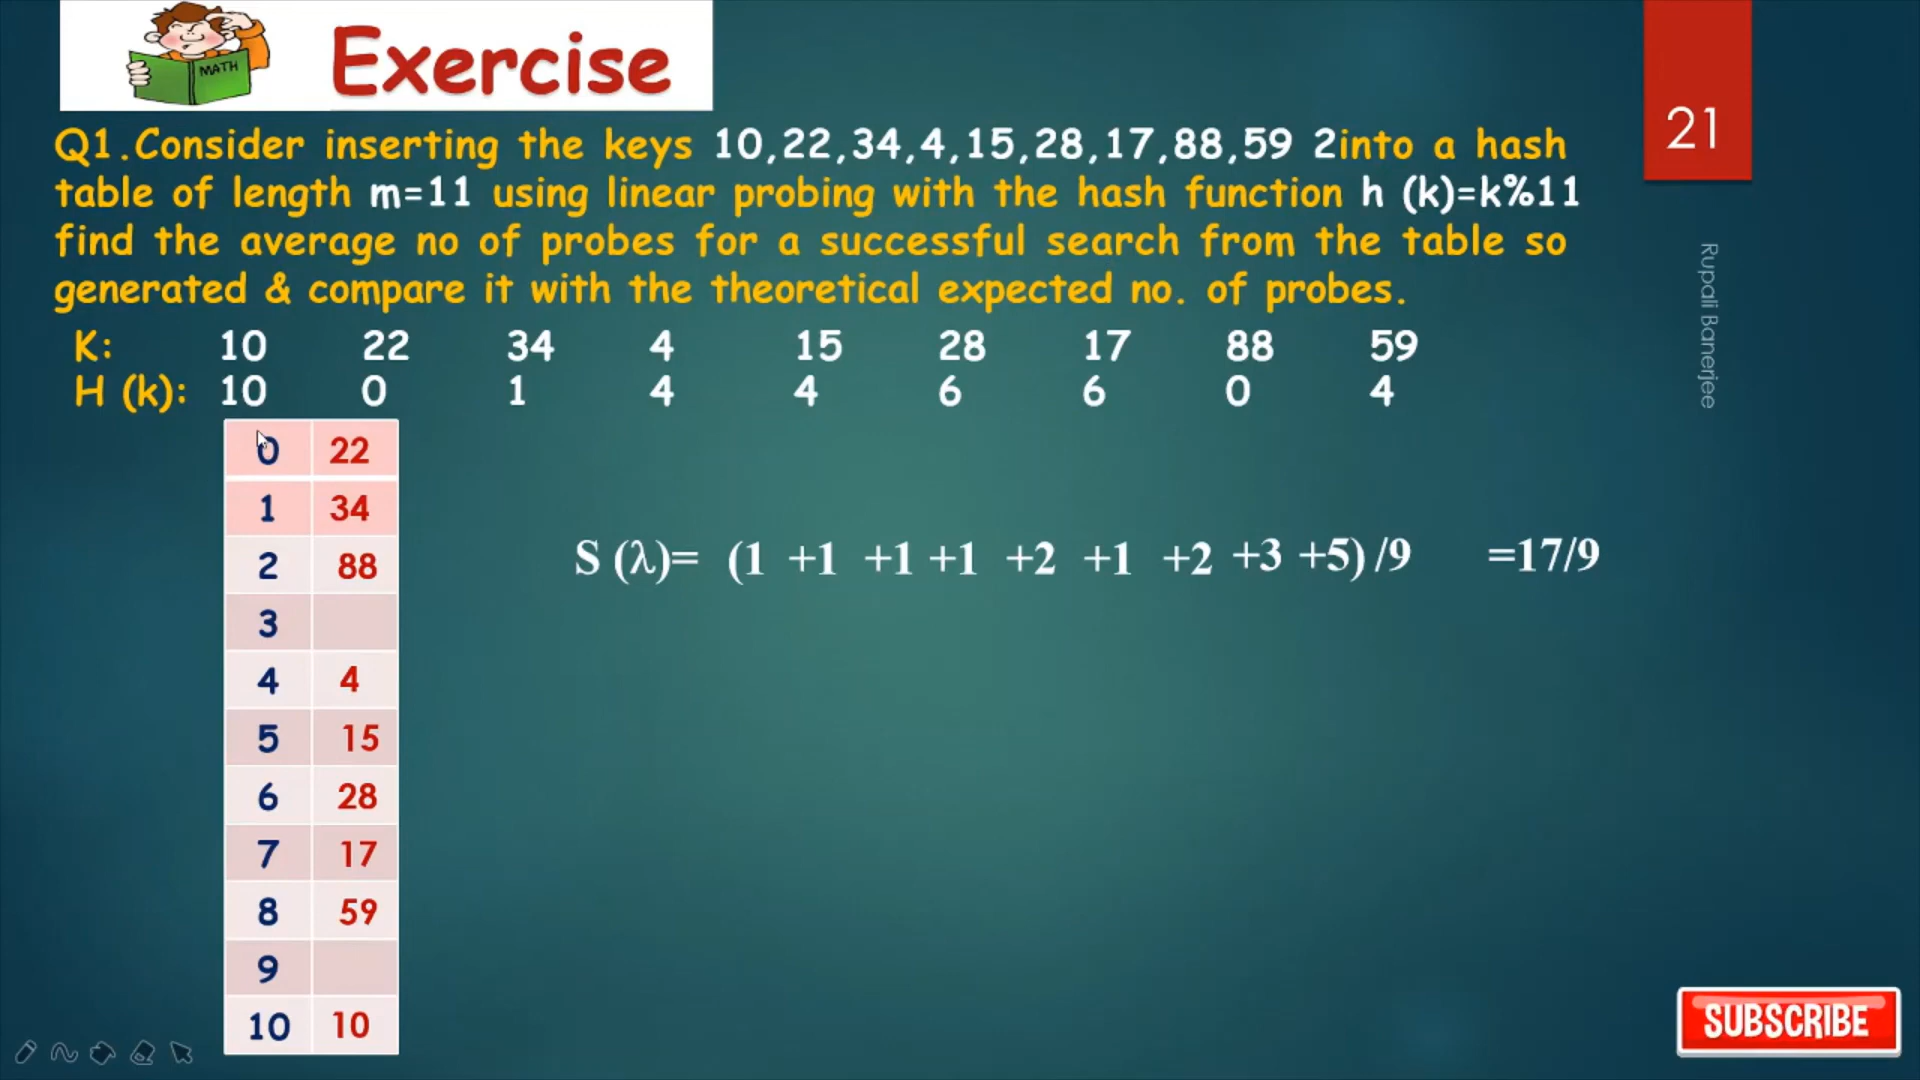 MATH
Exercise
21
Q1.Consider inserting the keys 10,22,34,4,15,28,17,88,59 2into a hash
table of length m=11 using linear probing with the hash function h (k)=k%11
find the average no of probes for a successful search from the table so
generated & compare it with the theoretical expected no. of probes.
Rupali Banerjee
K: 10 22 34 4 15 28 17 88 59
H (k): 10 0 1 4 4 6 6 0 4
0 22
1 34
2 88
S (λ)= (1 +1 +1 +1 +2 +1 +2 +3 +5) /9 =17/9
3
4 4
5 15
6 28
7 17
8 59
9
10 10
SUBSCRIBE